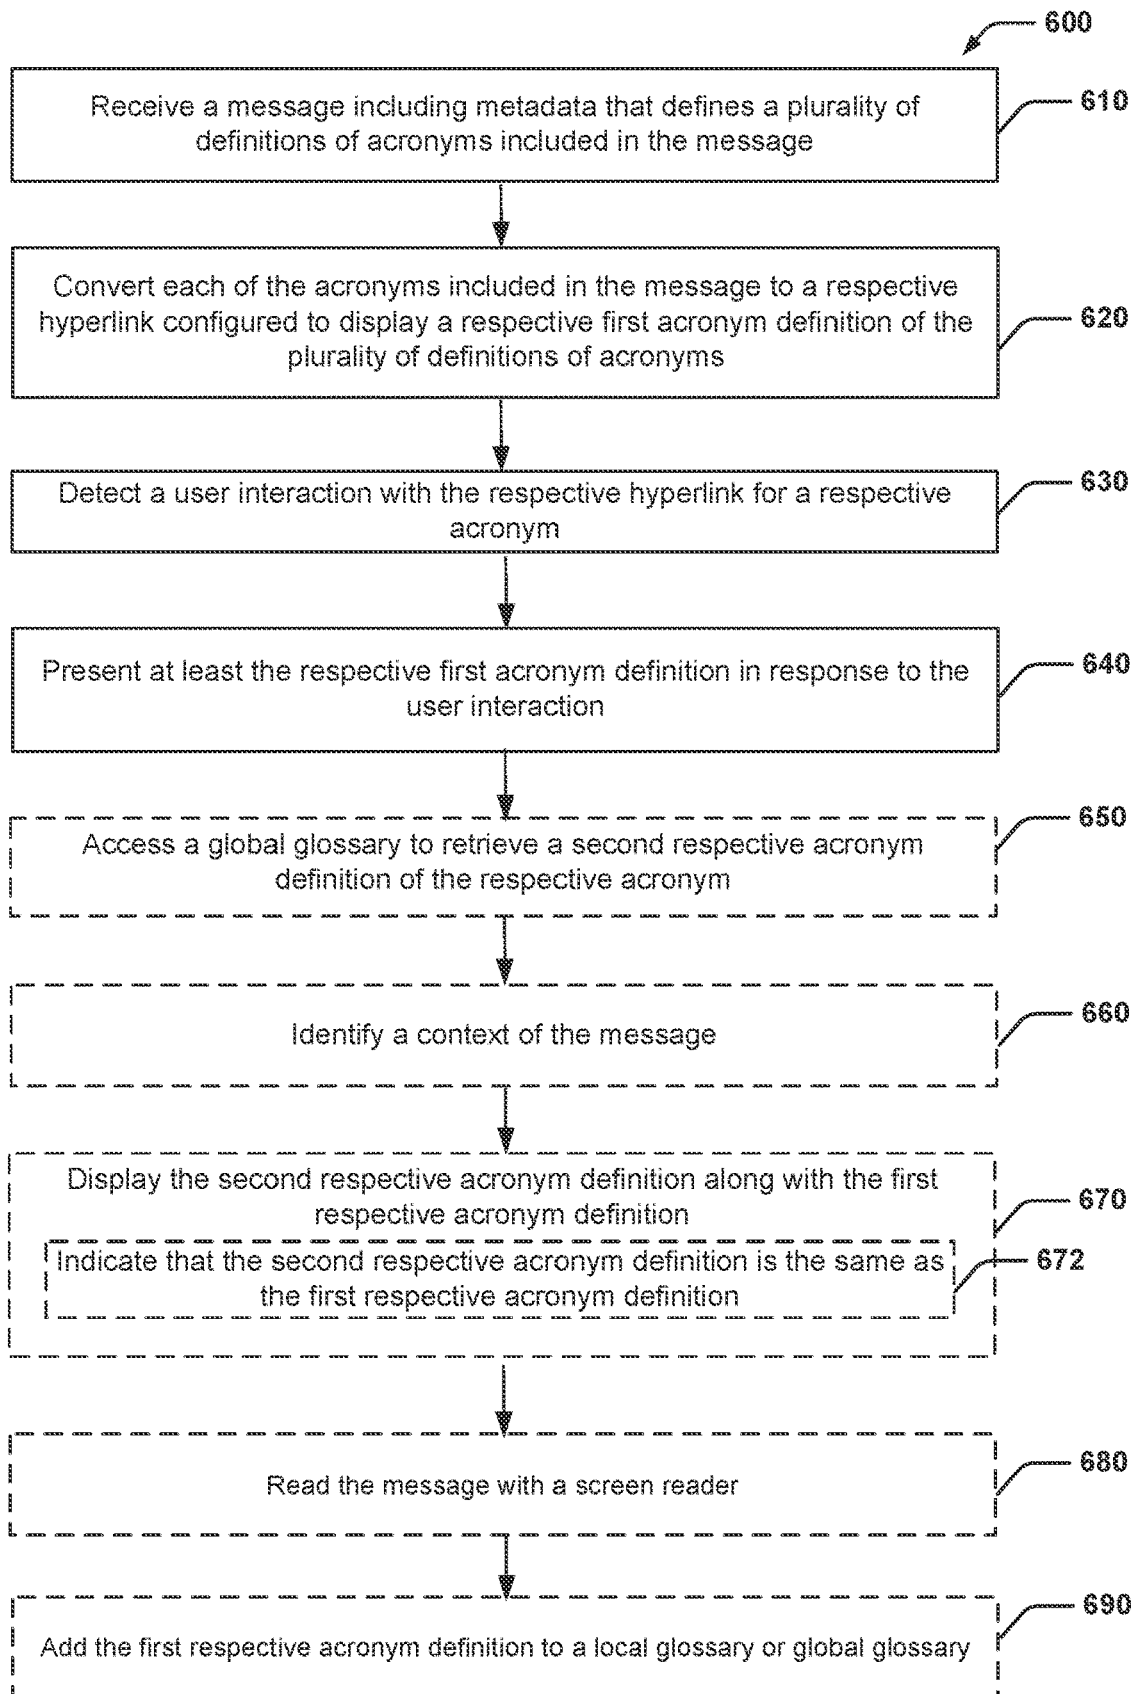 600
Receive a message including metadata that defines a plurality of
definitions of acronyms included in the message
610
Convert each of the acronyms included in the message to a respective
hyperlink configured to display a respective first acronym definition of the
plurality of definitions of acronyms
620
Detect a user interaction with the respective hyperlink for a respective
acronym
630
Present at least the respective first acronym definition in response to the
user interaction
640
Access a global glossary to retrieve a second respective acronym
definition of the respective acronym
650
Identify a context of the message
660
Display the second respective acronym definition along with the first
respective acronym definition
670
Indicate that the second respective acronym definition is the same as
the first respective acronym definition
672
Read the message with a screen reader
680
Add the first respective acronym definition to a local glossary or global glossary
690